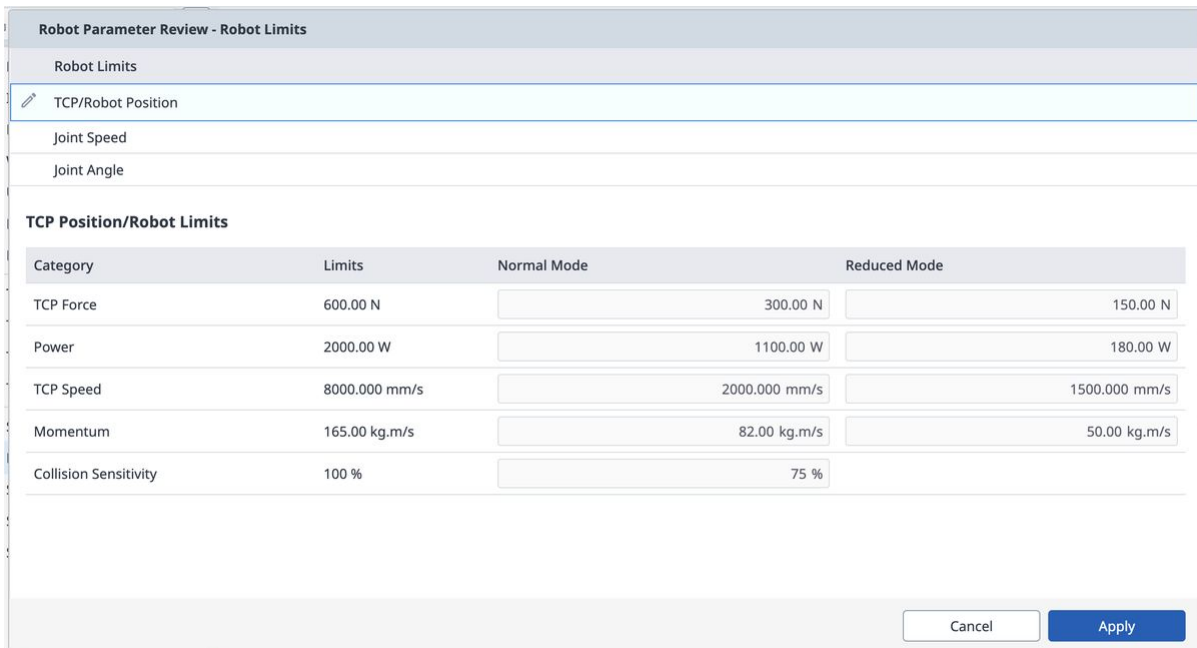 Robot Parameter Review - Robot Limits
Robot Limits
TCP/Robot Position
Joint Speed
Joint Angle
TCP Position/Robot Limits
Category Limits Normal Mode Reduced Mode
TCP Force 600.00 N 300.00 N 150.00 N
Power 2000.00 W 1100.00 W 180.00 W
TCP Speed 8000.000 mm/s 2000.000 mm/s 1500.000 mm/s
Momentum 165.00 kg.m/s 82.00 kg.m/s 50.00 kg.m/s
Collision Sensitivity 100 % 75 %
Cancel Apply